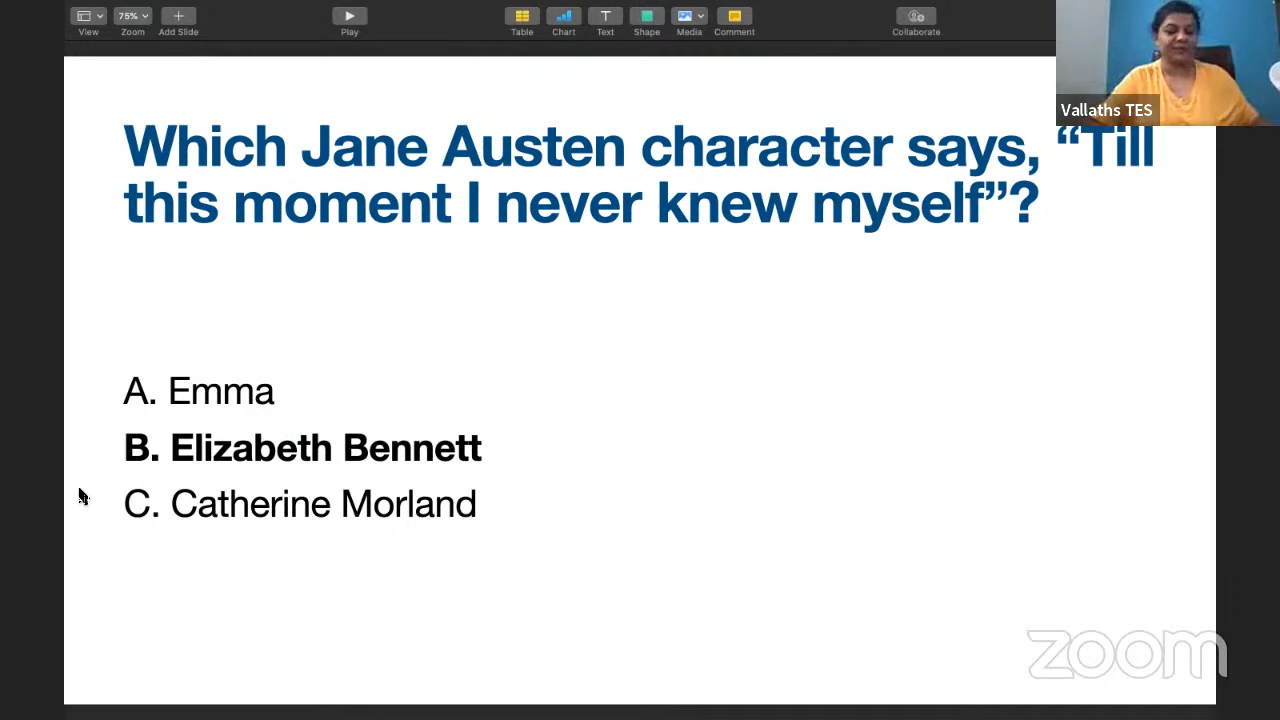 75%
View
Zoom
Add Slide
Play
Table
Chart
Text
Shape
Media
Comment
Collaborate
Vallaths TES
Which Jane Austen character says, “Till
this moment I never knew myself”?
A. Emma
B. Elizabeth Bennett
C. Catherine Morland
zoom